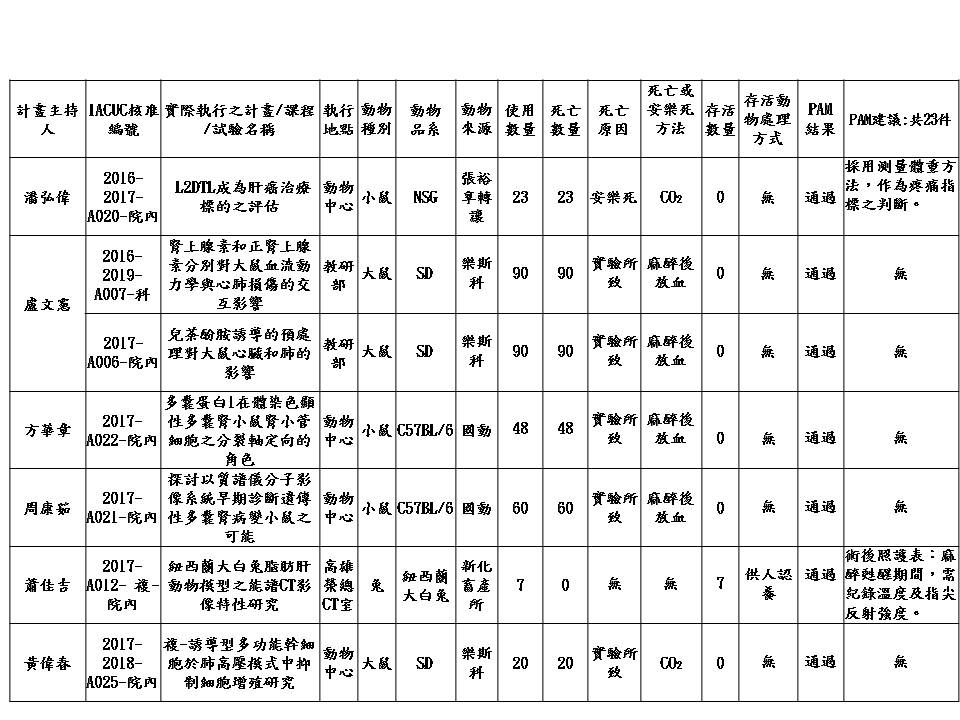 計畫主持人 IACUC核准編號 實際執行之計畫/課程/試驗名稱 執行地點 動物種別 動物品系 動物來源 使用數量 死亡數量 死亡原因 死亡或安樂死方法 存活數量 存活動物處理方式 PAM結果 PAM建議:共23件
潘弘偉 2016-2017-A020-院內 L2DTL成為肝癌治療標的之評估 動物中心 小鼠 NSG 張裕享轉讓 23 23 安樂死 CO2 0 無 通過 採用測量體重方法，作為疼痛指標之判斷。
盧文憲 2016-2019-A007-科 腎上腺素和正腎上腺素分別對大鼠血流動力學與心肺損傷的交互影響 教研部 大鼠 SD 樂斯科 90 90 實驗所致 麻醉後放血 0 無 通過 無
2017-A006-院內 兒茶酚胺誘導的預處理對大鼠心臟和肺的影響 教研部 大鼠 SD 樂斯科 90 90 實驗所致 麻醉後放血 0 無 通過 無
方華章 2017-A022-院內 多囊蛋白1在體染色顯性多囊腎小鼠腎小管細胞之分裂軸定向的角色 動物中心 小鼠 C57BL/6 國動 48 48 實驗所致 麻醉後放血 0 無 通過 無
周康茹 2017-A021-院內 探討以質譜儀分子影像系統早期診斷遺傳性多囊腎病變小鼠之可能 動物中心 小鼠 C57BL/6 國動 60 60 實驗所致 麻醉後放血 0 無 通過 無
蕭佳吉 2017-A012- 複-院內 紐西蘭大白兔脂肪肝動物模型之能譜CT影像特性研究 高雄榮總CT室 兔 紐西蘭大白兔 新化畜產所 7 0 無 無 7 供人認養 通過 術後照護表：麻醉甦醒期間，需紀錄溫度及指尖反射強度。
黃偉春 2017-2018-A025-院內 複-誘導型多功能幹細胞於肺高壓模式中抑制細胞增殖研究 動物中心 大鼠 SD 樂斯科 20 20 實驗所致 CO2 0 無 通過 無